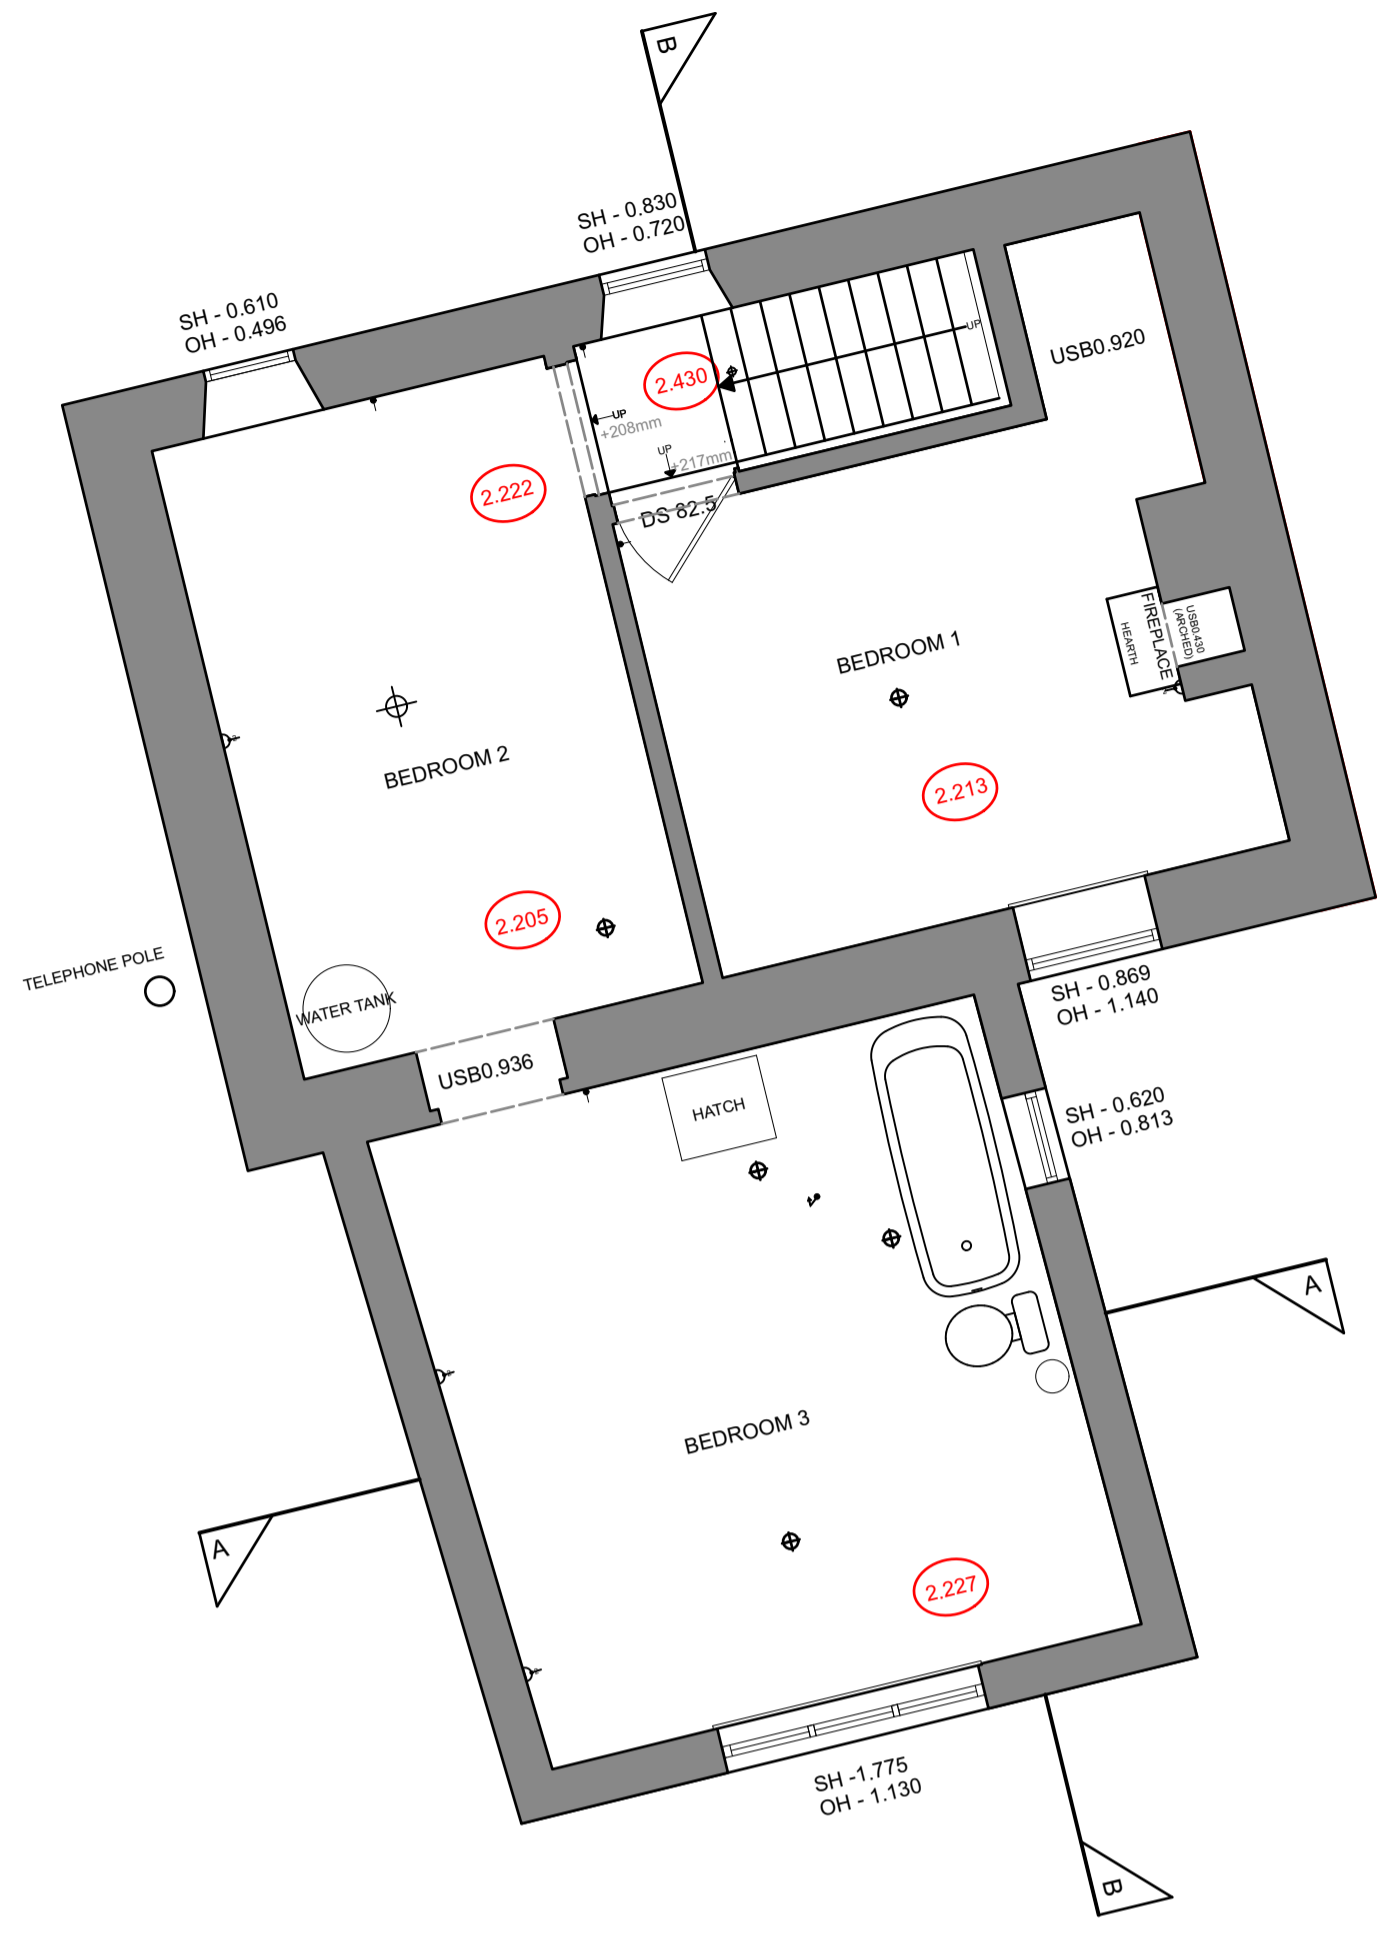 B
SH - 0.830
OH - 0.720
SH - 0.610
OH - 0.496
USB0.920
UP
2.430
UP
+208mm
UP
+217mm
2.222
DS 82.5
FIREPLACE
HEARTH
USB0.430
(ARCHED)
BEDROOM 1
BEDROOM 2
2.213
2.205
TELEPHONE POLE
WATER TANK
USB0.936
SH - 0.869
OH - 1.140
HATCH
SH - 0.620
OH - 0.813
A
BEDROOM 3
A
2.227
SH -1.775
OH - 1.130
B